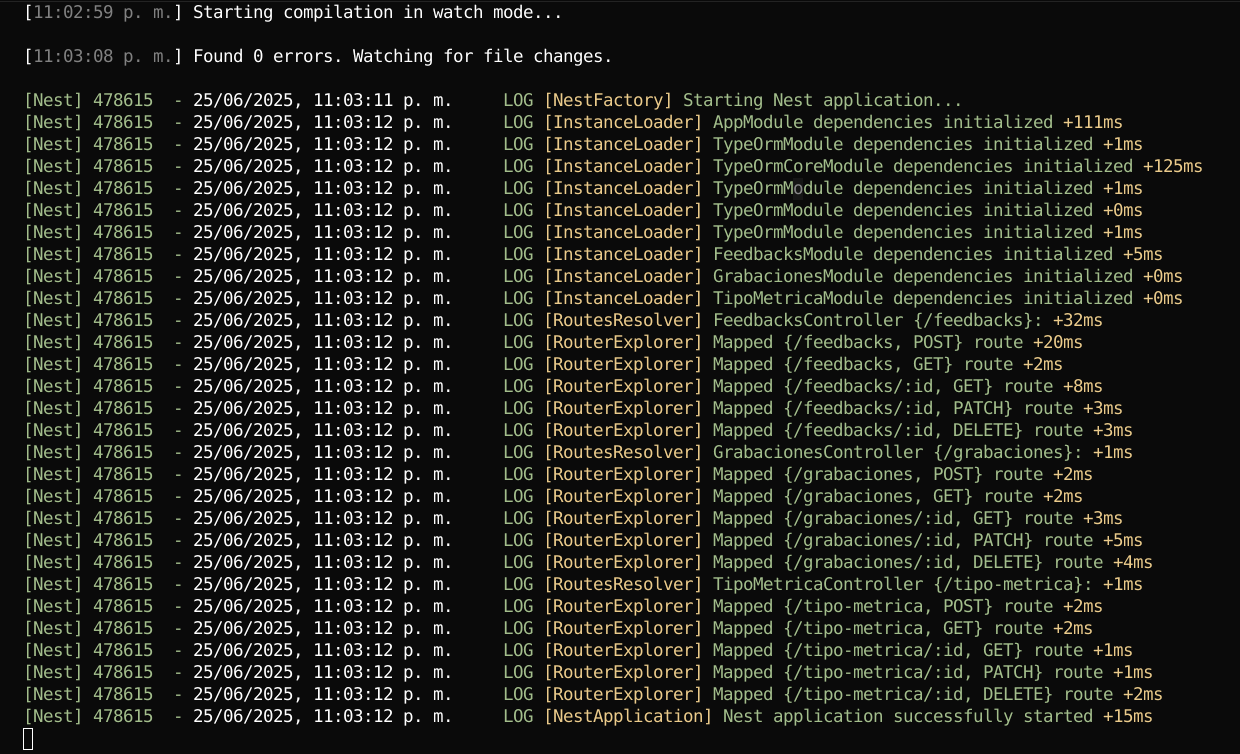 [11:02:59 p. m.] Starting compilation in watch mode...
[11:03:08 p. m.] Found 0 errors. Watching for file changes.
[Nest] 478615  - 25/06/2025, 11:03:11 p. m.     LOG [NestFactory] Starting Nest application...
[Nest] 478615  - 25/06/2025, 11:03:12 p. m.     LOG [InstanceLoader] AppModule dependencies initialized +111ms
[Nest] 478615  - 25/06/2025, 11:03:12 p. m.     LOG [InstanceLoader] TypeOrmModule dependencies initialized +1ms
[Nest] 478615  - 25/06/2025, 11:03:12 p. m.     LOG [InstanceLoader] TypeOrmCoreModule dependencies initialized +125ms
[Nest] 478615  - 25/06/2025, 11:03:12 p. m.     LOG [InstanceLoader] TypeOrmModule dependencies initialized +1ms
[Nest] 478615  - 25/06/2025, 11:03:12 p. m.     LOG [InstanceLoader] TypeOrmModule dependencies initialized +0ms
[Nest] 478615  - 25/06/2025, 11:03:12 p. m.     LOG [InstanceLoader] TypeOrmModule dependencies initialized +1ms
[Nest] 478615  - 25/06/2025, 11:03:12 p. m.     LOG [InstanceLoader] FeedbacksModule dependencies initialized +5ms
[Nest] 478615  - 25/06/2025, 11:03:12 p. m.     LOG [InstanceLoader] GrabacionesModule dependencies initialized +0ms
[Nest] 478615  - 25/06/2025, 11:03:12 p. m.     LOG [InstanceLoader] TipoMetricaModule dependencies initialized +0ms
[Nest] 478615  - 25/06/2025, 11:03:12 p. m.     LOG [RoutesResolver] FeedbacksController {/feedbacks}: +32ms
[Nest] 478615  - 25/06/2025, 11:03:12 p. m.     LOG [RouterExplorer] Mapped {/feedbacks, POST} route +20ms
[Nest] 478615  - 25/06/2025, 11:03:12 p. m.     LOG [RouterExplorer] Mapped {/feedbacks, GET} route +2ms
[Nest] 478615  - 25/06/2025, 11:03:12 p. m.     LOG [RouterExplorer] Mapped {/feedbacks/:id, GET} route +8ms
[Nest] 478615  - 25/06/2025, 11:03:12 p. m.     LOG [RouterExplorer] Mapped {/feedbacks/:id, PATCH} route +3ms
[Nest] 478615  - 25/06/2025, 11:03:12 p. m.     LOG [RouterExplorer] Mapped {/feedbacks/:id, DELETE} route +3ms
[Nest] 478615  - 25/06/2025, 11:03:12 p. m.     LOG [RoutesResolver] GrabacionesController {/grabaciones}: +1ms
[Nest] 478615  - 25/06/2025, 11:03:12 p. m.     LOG [RouterExplorer] Mapped {/grabaciones, POST} route +2ms
[Nest] 478615  - 25/06/2025, 11:03:12 p. m.     LOG [RouterExplorer] Mapped {/grabaciones, GET} route +2ms
[Nest] 478615  - 25/06/2025, 11:03:12 p. m.     LOG [RouterExplorer] Mapped {/grabaciones/:id, GET} route +3ms
[Nest] 478615  - 25/06/2025, 11:03:12 p. m.     LOG [RouterExplorer] Mapped {/grabaciones/:id, PATCH} route +5ms
[Nest] 478615  - 25/06/2025, 11:03:12 p. m.     LOG [RouterExplorer] Mapped {/grabaciones/:id, DELETE} route +4ms
[Nest] 478615  - 25/06/2025, 11:03:12 p. m.     LOG [RoutesResolver] TipoMetricaController {/tipo-metrica}: +1ms
[Nest] 478615  - 25/06/2025, 11:03:12 p. m.     LOG [RouterExplorer] Mapped {/tipo-metrica, POST} route +2ms
[Nest] 478615  - 25/06/2025, 11:03:12 p. m.     LOG [RouterExplorer] Mapped {/tipo-metrica, GET} route +2ms
[Nest] 478615  - 25/06/2025, 11:03:12 p. m.     LOG [RouterExplorer] Mapped {/tipo-metrica/:id, GET} route +1ms
[Nest] 478615  - 25/06/2025, 11:03:12 p. m.     LOG [RouterExplorer] Mapped {/tipo-metrica/:id, PATCH} route +1ms
[Nest] 478615  - 25/06/2025, 11:03:12 p. m.     LOG [RouterExplorer] Mapped {/tipo-metrica/:id, DELETE} route +2ms
[Nest] 478615  - 25/06/2025, 11:03:12 p. m.     LOG [NestApplication] Nest application successfully started +15ms